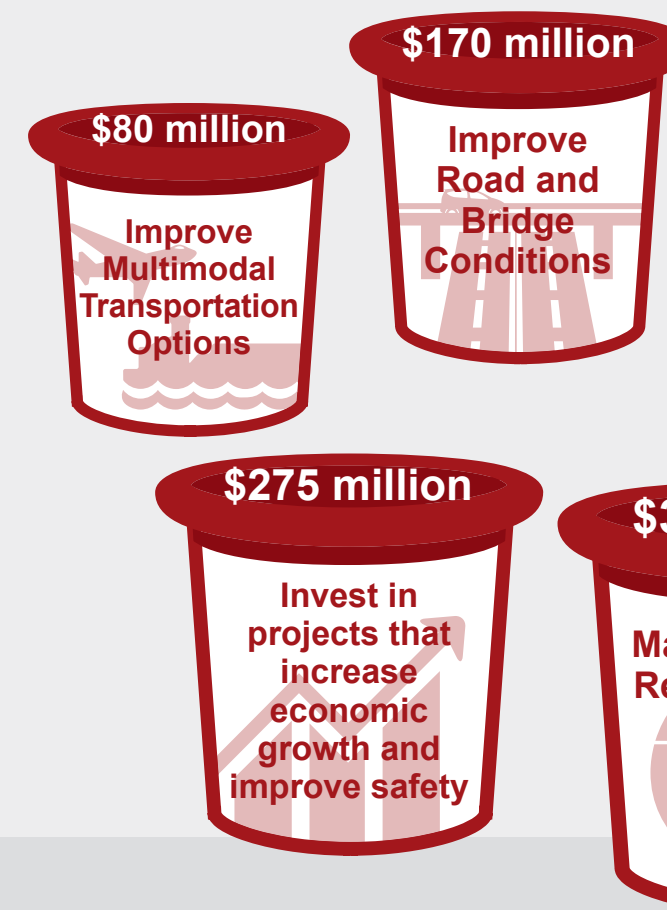 $170 million
Improve
Road and
Bridge
Conditions
$80 million
Improve
Multimodal
Transportation
Options
$275 million
Invest in
projects that
increase
economic
growth and
improve safety